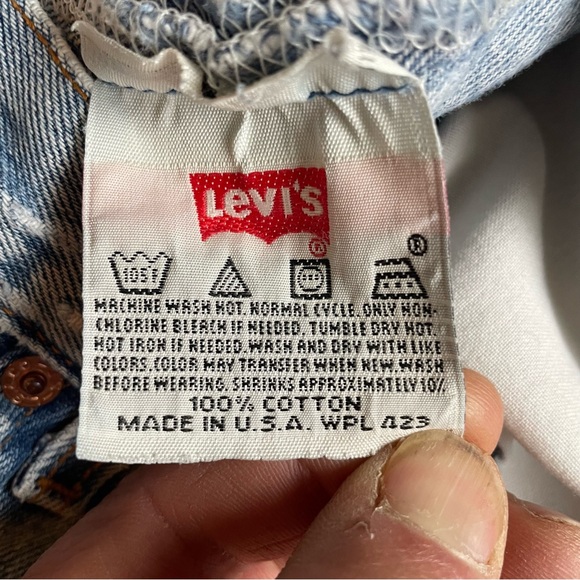 Levi's
®
®
105°
MACHINE WASH HOT. NORMAL CYCLE. ONLY NON-
CHLORINE BLEACH IF NEEDED. TUMBLE DRY HOT.
HOT IRON IF NEEDED. WASH AND DRY WITH LIKE
COLORS. COLOR MAY TRANSFER WHEN NEW. WASH
BEFORE WEARING. SHRINKS APPROXIMATELY 10%
100% COTTON
MADE IN U.S.A. WPL 423